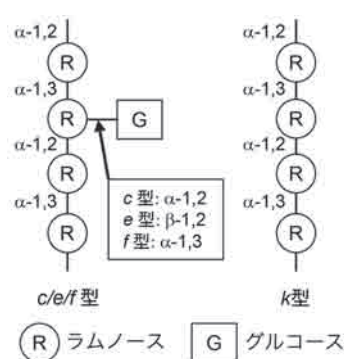 α-1,2
R
α-1,3
R
G
α-1,2
R
α-1,3
R
c 型: α-1,2
e 型: β-1,2
f 型: α-1,3
c/e/f 型
α-1,2
R
α-1,3
R
α-1,2
R
α-1,3
R
k型
R ラムノース
G グルコース